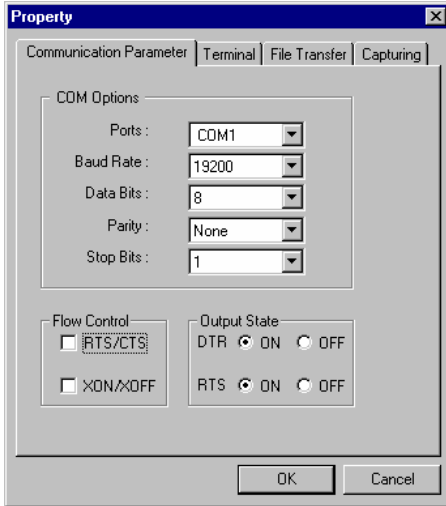 Property
Communication Parameter Terminal File Transfer Capturing
COM Options
Ports : COM1
Baud Rate : 19200
Data Bits : 8
Parity : None
Stop Bits : 1
Flow Control
RTS/CTS
XON/XOFF
Output State
DTR ON OFF
RTS ON OFF
OK Cancel